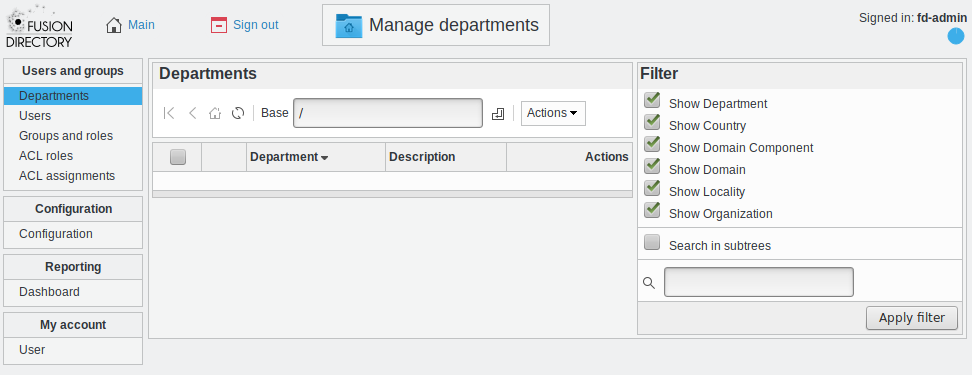 FUSION
DIRECTORY
Main
Sign out
Manage departments
Signed in: fd-admin
Users and groups
Departments
Users
Groups and roles
ACL roles
ACL assignments
Configuration
Configuration
Reporting
Dashboard
My account
User
Departments
Base / Actions
Department Description Actions
Filter
Show Department
Show Country
Show Domain Component
Show Domain
Show Locality
Show Organization
Search in subtrees
Apply filter